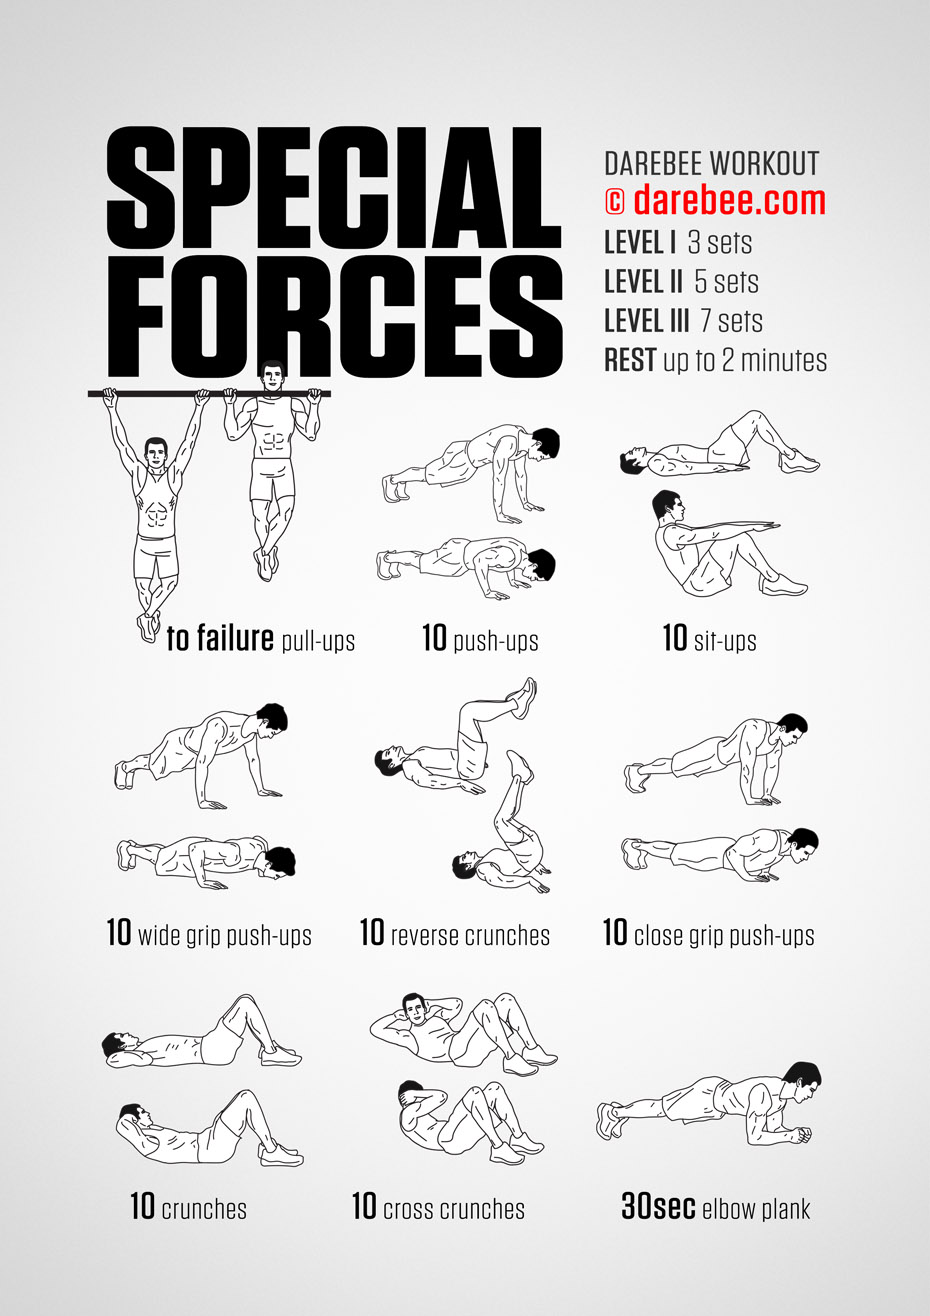 SPECIAL
FORCES
DAREBEE WORKOUT
© darebee.com
LEVEL I 3 sets
LEVEL II 5 sets
LEVEL III 7 sets
REST up to 2 minutes
to failure pull-ups
10 push-ups
10 sit-ups
10 wide grip push-ups
10 reverse crunches
10 close grip push-ups
10 crunches
10 cross crunches
30sec elbow plank